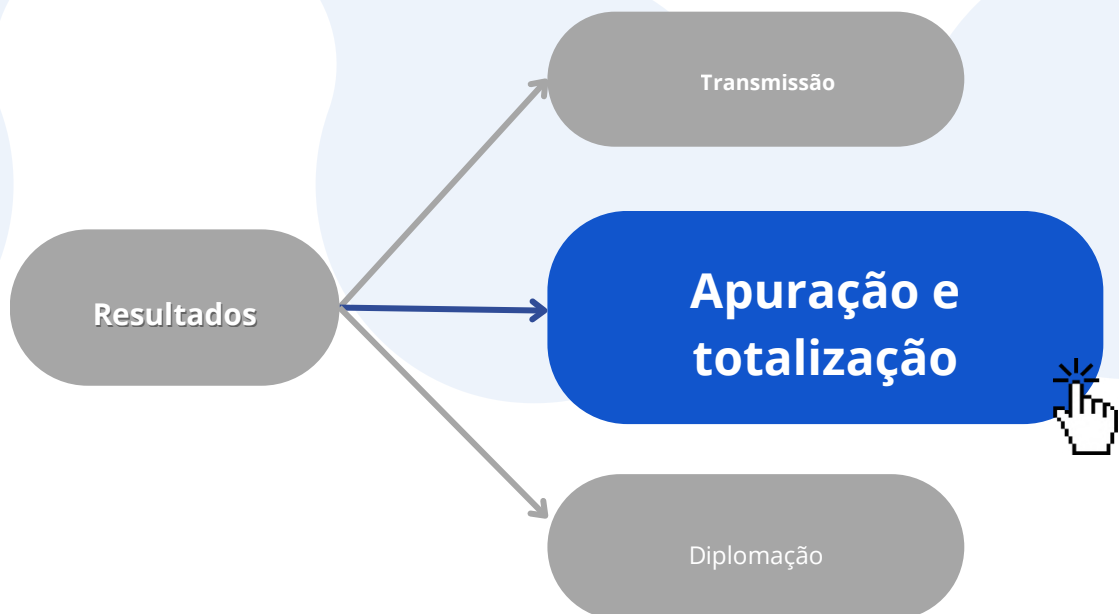 Transmissão
Resultados
Apuração e
totalização
Diplomação